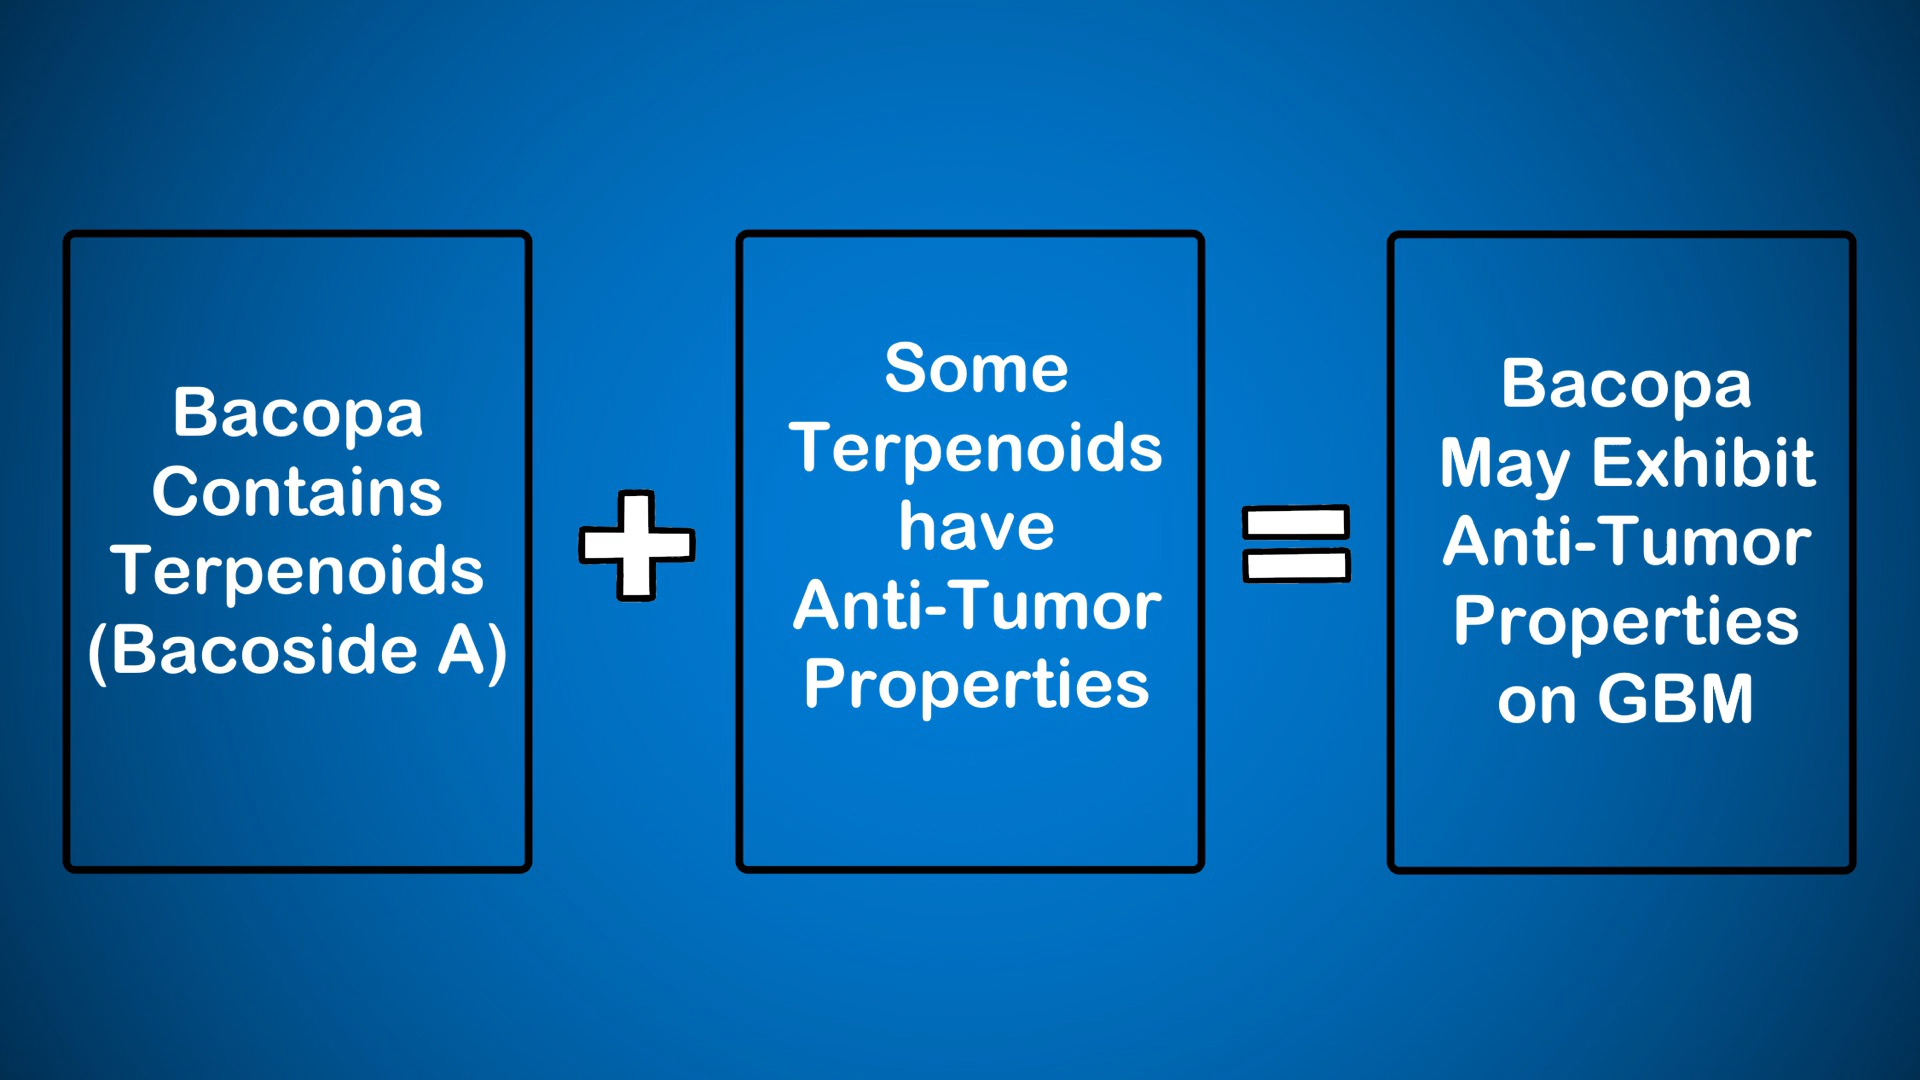 Bacopa
Contains
Terpenoids
(Bacoside A)
+
Some
Terpenoids
have
Anti-Tumor
Properties
=
Bacopa
May Exhibit
Anti-Tumor
Properties
on GBM